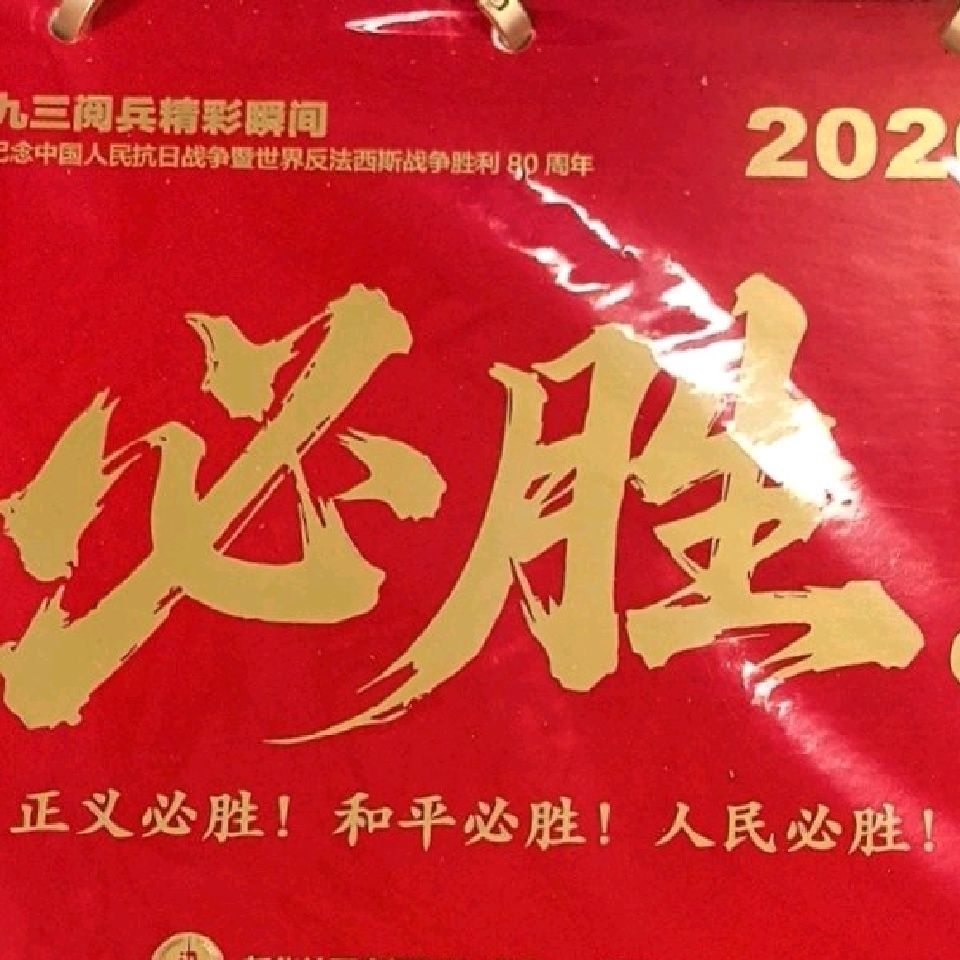 九三阅兵精彩瞬间
纪念中国人民抗日战争暨世界反法西斯战争胜利 80 周年
202
必胜
正义必胜！和平必胜！人民必胜！